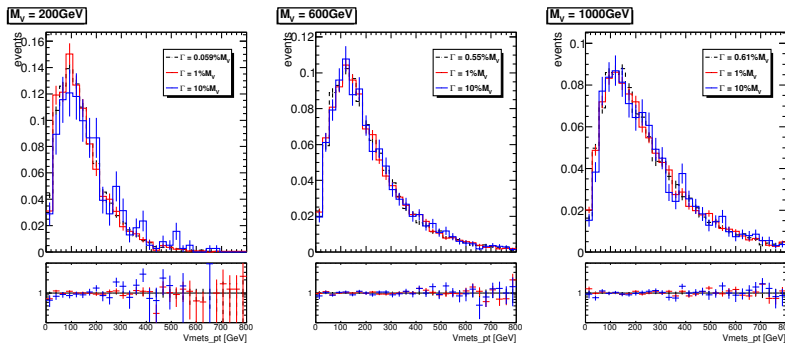 M_V = 200GeV
events
0.16
0.14
0.12
0.1
0.08
0.06
0.04
0.02
0
Γ = 0.059%M_V
Γ = 1%M_V
Γ = 10%M_V
1
0 100 200 300 400 500 600 700 800
Vmets_pt [GeV]
M_V = 600GeV
events
0.12
0.1
0.08
0.06
0.04
0.02
Γ = 0.55%M_V
Γ = 1%M_V
Γ = 10%M_V
1
0 100 200 300 400 500 600 700 800
Vmets_pt [GeV]
M_V = 1000GeV
events
0.1
0.08
0.06
0.04
0.02
0
Γ = 0.61%M_V
Γ = 1%M_V
Γ = 10%M_V
1
0 100 200 300 400 500 600 700 800
Vmets_pt [GeV]